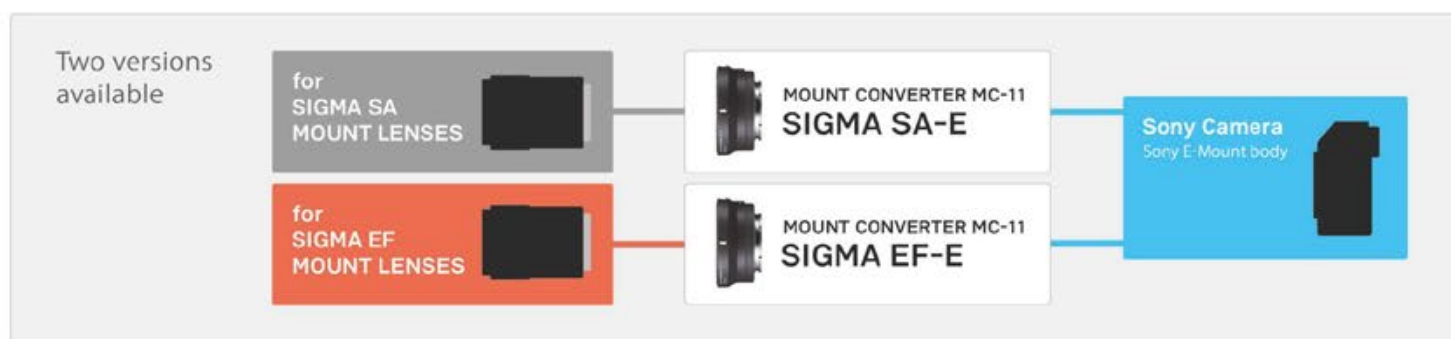 Two versions
available
for
SIGMA SA
MOUNT LENSES
MOUNT CONVERTER MC-11
SIGMA SA-E
for
SIGMA EF
MOUNT LENSES
MOUNT CONVERTER MC-11
SIGMA EF-E
Sony Camera
Sony E-Mount body